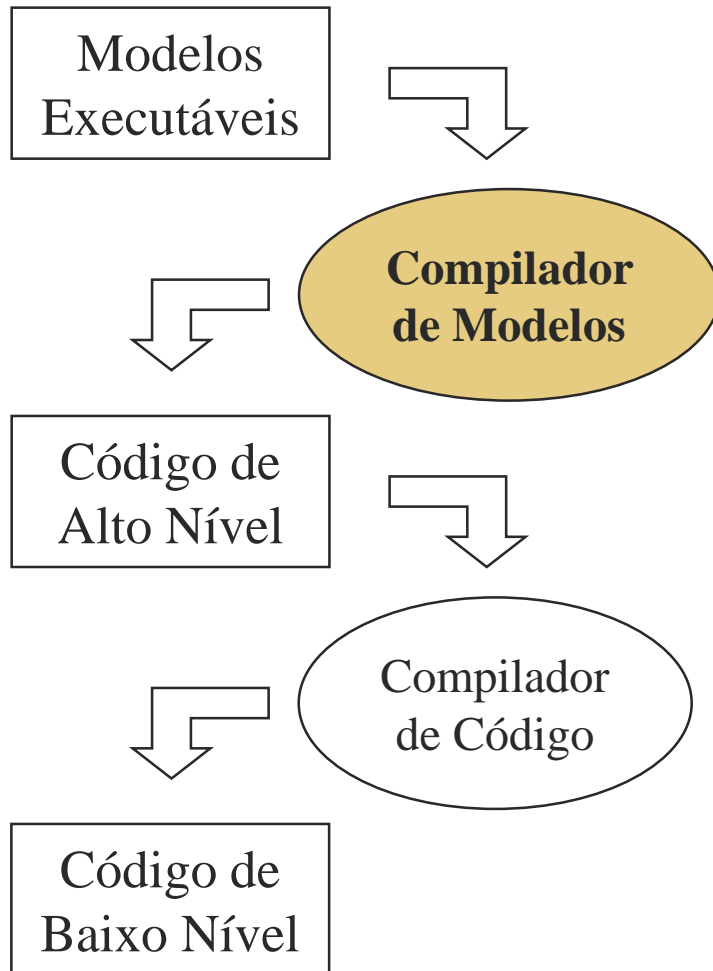 Modelos
Executáveis
Compilador
de Modelos
Código de
Alto Nível
Compilador
de Código
Código de
Baixo Nível